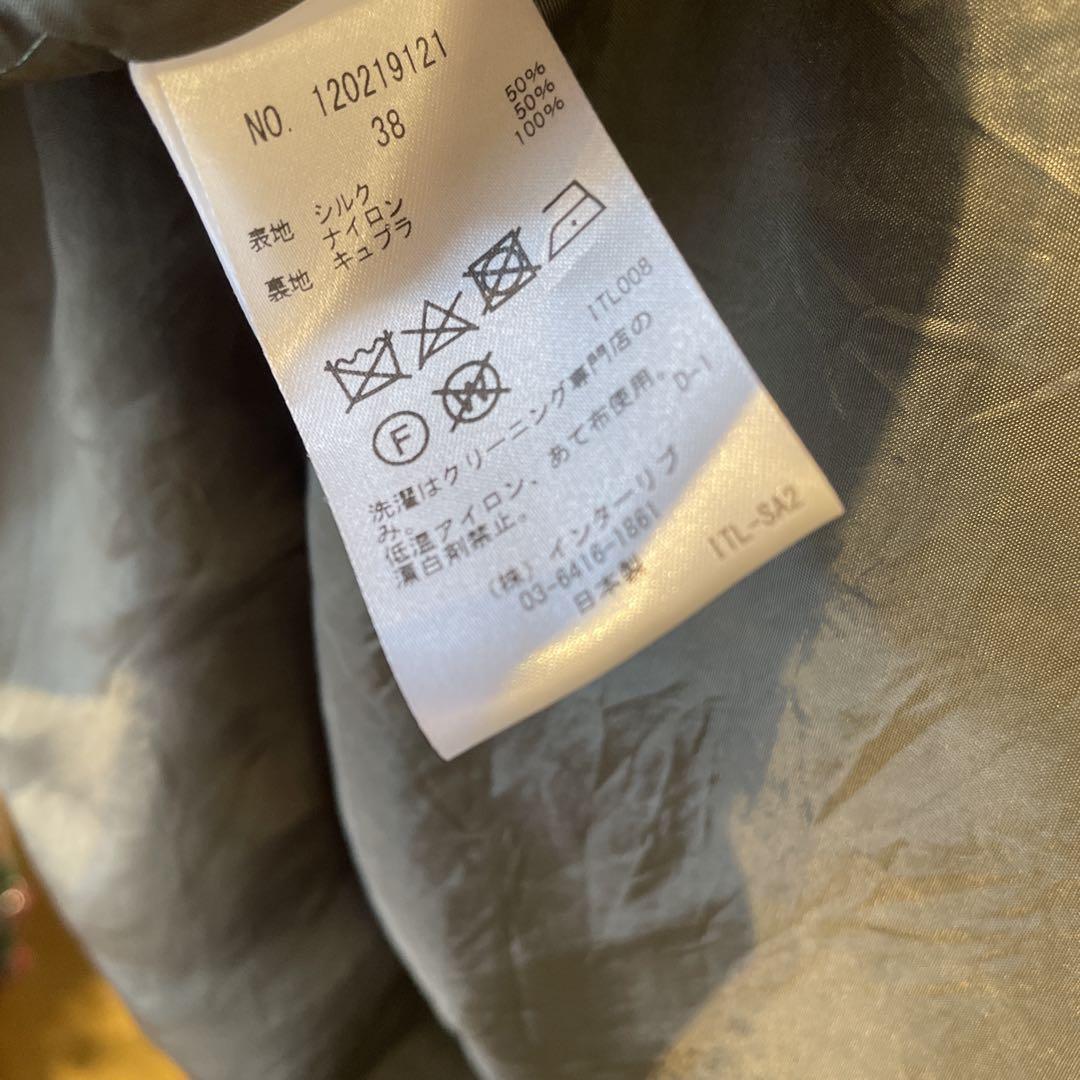 NO. 120219121
38
表地 シルク 50%
ナイロン 50%
裏地 キュプラ 100%
F W
ITL008
洗濯はクリーニング専門店の
み。
低温アイロン、あて布使用。
漂白剤禁止。 D-1
(株) インターリブ
03-6416-1861
日本製
ITL-SA2